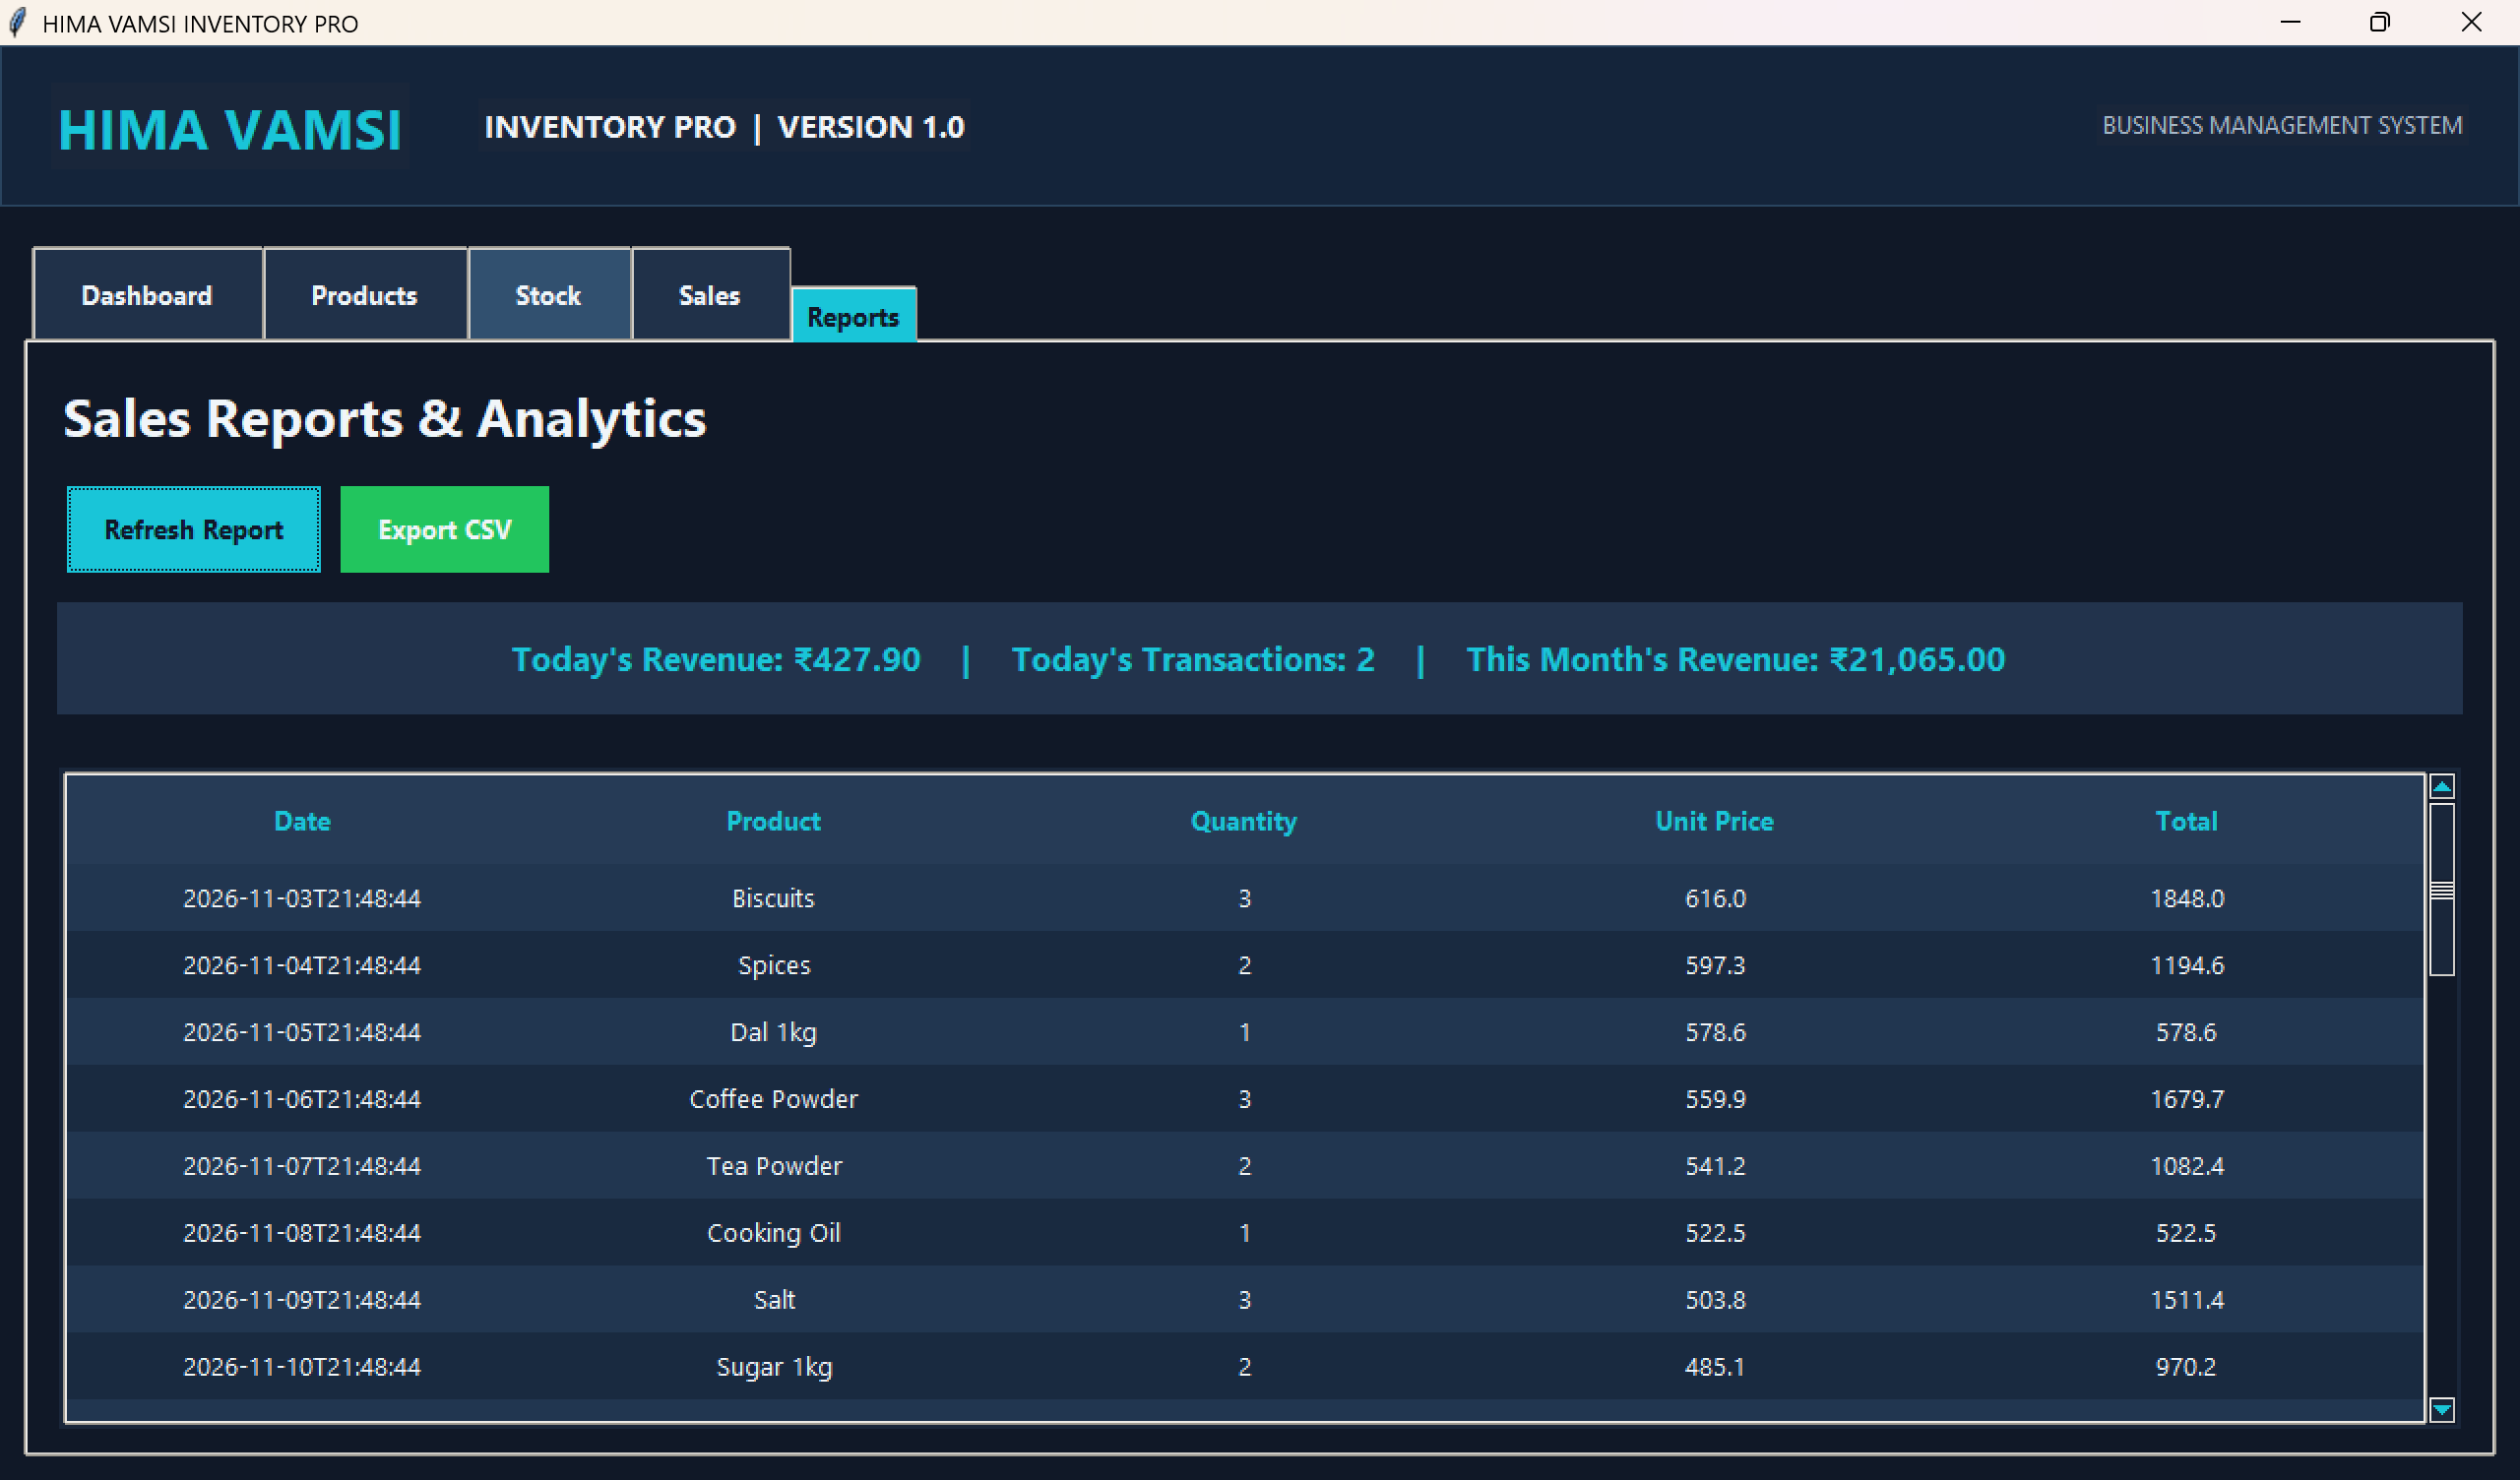 HIMA VAMSI INVENTORY PRO
HIMA VAMSI INVENTORY PRO | VERSION 1.0 BUSINESS MANAGEMENT SYSTEM
Dashboard Products Stock Sales Reports
Sales Reports & Analytics
Refresh Report Export CSV
Today's Revenue: ₹427.90 | Today's Transactions: 2 | This Month's Revenue: ₹21,065.00
Date Product Quantity Unit Price Total
2026-11-03T21:48:44 Biscuits 3 616.0 1848.0
2026-11-04T21:48:44 Spices 2 597.3 1194.6
2026-11-05T21:48:44 Dal 1kg 1 578.6 578.6
2026-11-06T21:48:44 Coffee Powder 3 559.9 1679.7
2026-11-07T21:48:44 Tea Powder 2 541.2 1082.4
2026-11-08T21:48:44 Cooking Oil 1 522.5 522.5
2026-11-09T21:48:44 Salt 3 503.8 1511.4
2026-11-10T21:48:44 Sugar 1kg 2 485.1 970.2